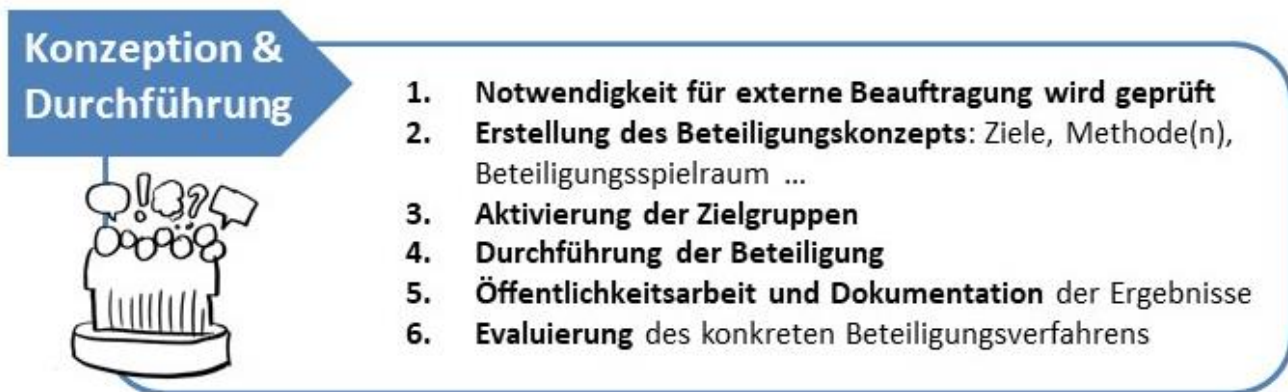 Konzeption &
Durchführung
1. Notwendigkeit für externe Beauftragung wird geprüft
2. Erstellung des Beteiligungskonzepts: Ziele, Methode(n),
Beteiligungsspielraum ...
3. Aktivierung der Zielgruppen
4. Durchführung der Beteiligung
5. Öffentlichkeitsarbeit und Dokumentation der Ergebnisse
6. Evaluierung des konkreten Beteiligungsverfahrens